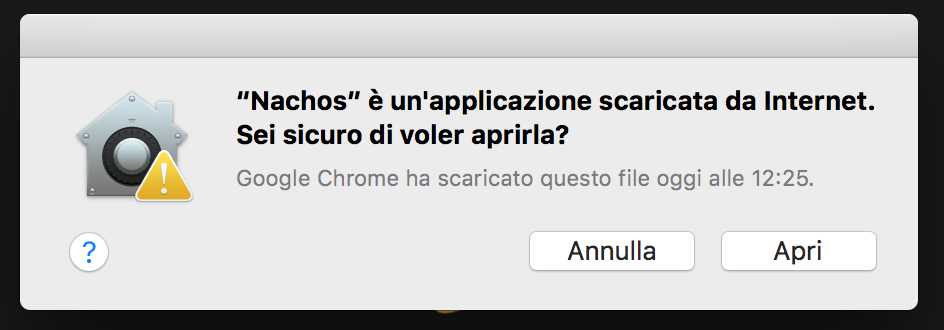 “Nachos” è un'applicazione scaricata da Internet.
Sei sicuro di voler aprirla?
Google Chrome ha scaricato questo file oggi alle 12:25.
?
Annulla
Apri